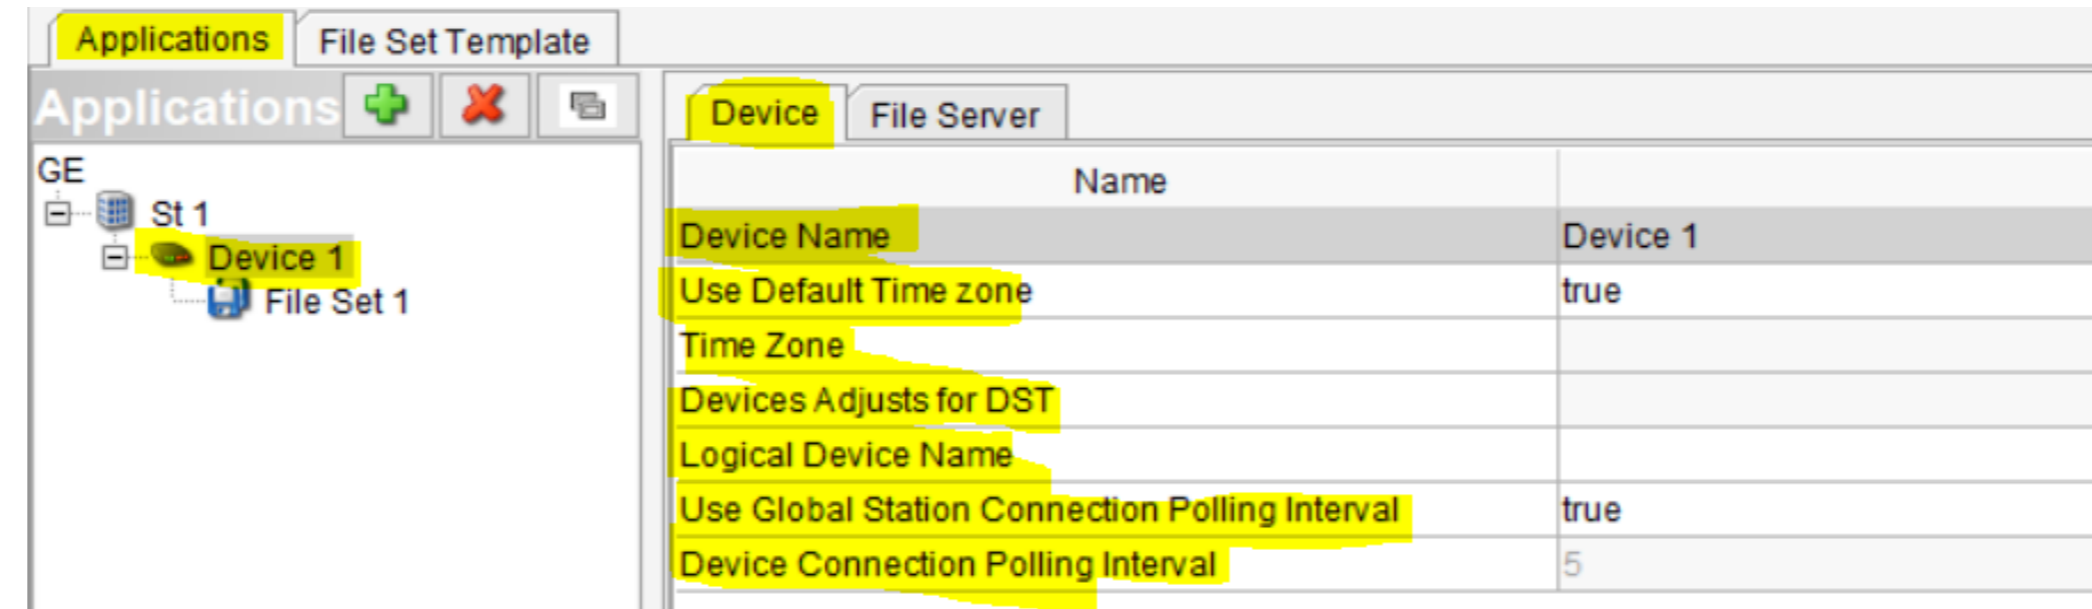 Applications File Set Template
Applications
GE
St 1
Device 1
File Set 1
Device File Server
Name
Device Name Device 1
Use Default Time zone true
Time Zone
Devices Adjusts for DST
Logical Device Name
Use Global Station Connection Polling Interval true
Device Connection Polling Interval 5